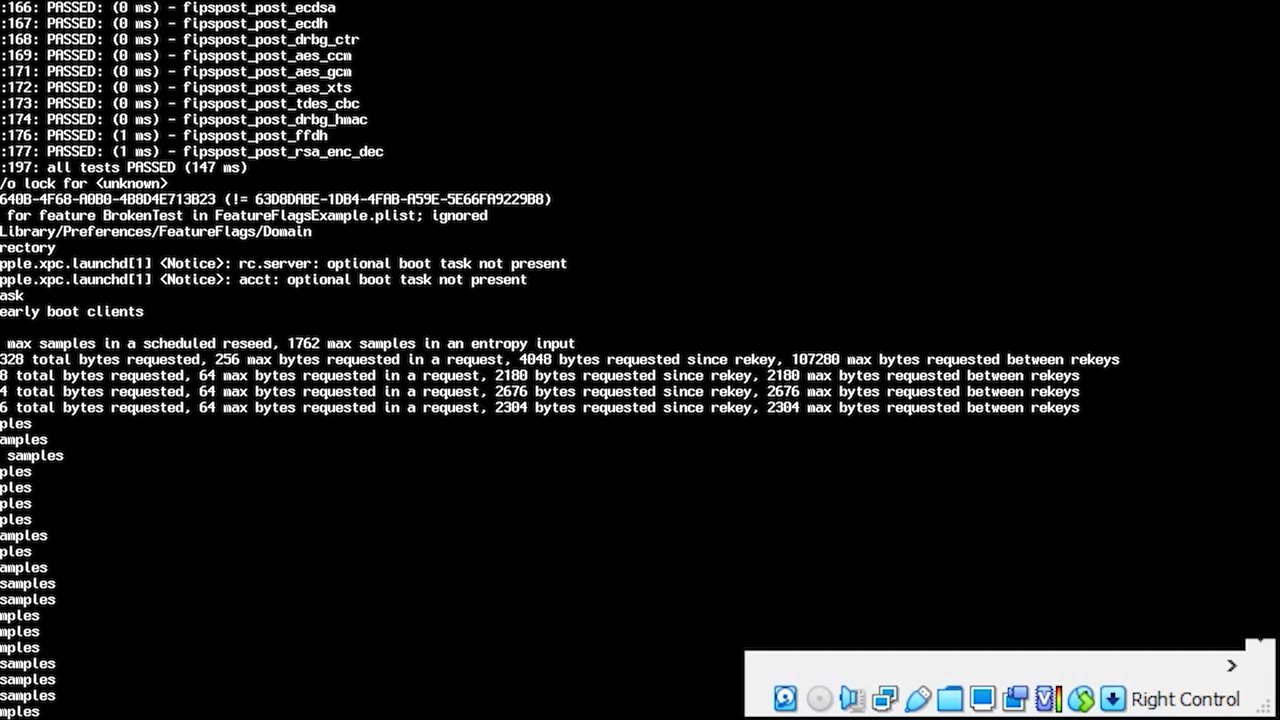 :166: PASSED: (0 ms) - fipspost_post_ecdsa
:167: PASSED: (0 ms) - fipspost_post_ecdh
:168: PASSED: (0 ms) - fipspost_post_drbg_ctr
:169: PASSED: (0 ms) - fipspost_post_aes_ccm
:171: PASSED: (0 ms) - fipspost_post_aes_gcm
:172: PASSED: (0 ms) - fipspost_post_aes_xts
:173: PASSED: (0 ms) - fipspost_post_tdes_cbc
:174: PASSED: (0 ms) - fipspost_post_drbg_hmac
:176: PASSED: (1 ms) - fipspost_post_ffdh
:177: PASSED: (1 ms) - fipspost_post_rsa_enc_dec
:197: all tests PASSED (147 ms)
/o lock for <unknown>
640B-4F68-A0B0-4B8D4E713B23 (!= 63D8DABE-1DB4-4FAB-A59E-5E66FA9229B8)
for feature BrokenTest in FeatureFlagsExample.plist; ignored
Library/Preferences/FeatureFlags/Domain
rectory
pple.xpc.launchd[1] <Notice>: rc.server: optional boot task not present
pple.xpc.launchd[1] <Notice>: acct: optional boot task not present
ask
early boot clients
max samples in a scheduled reseed, 1762 max samples in an entropy input
328 total bytes requested, 256 max bytes requested in a request, 4048 bytes requested since rekey, 107280 max bytes requested between rekeys
8 total bytes requested, 64 max bytes requested in a request, 2180 bytes requested since rekey, 2180 max bytes requested between rekeys
4 total bytes requested, 64 max bytes requested in a request, 2676 bytes requested since rekey, 2676 max bytes requested between rekeys
6 total bytes requested, 64 max bytes requested in a request, 2304 bytes requested since rekey, 2304 max bytes requested between rekeys
ples
amples
samples
ples
ples
ples
ples
amples
ples
amples
samples
samples
mples
mples
mples
samples
samples
samples
mples
Right Control